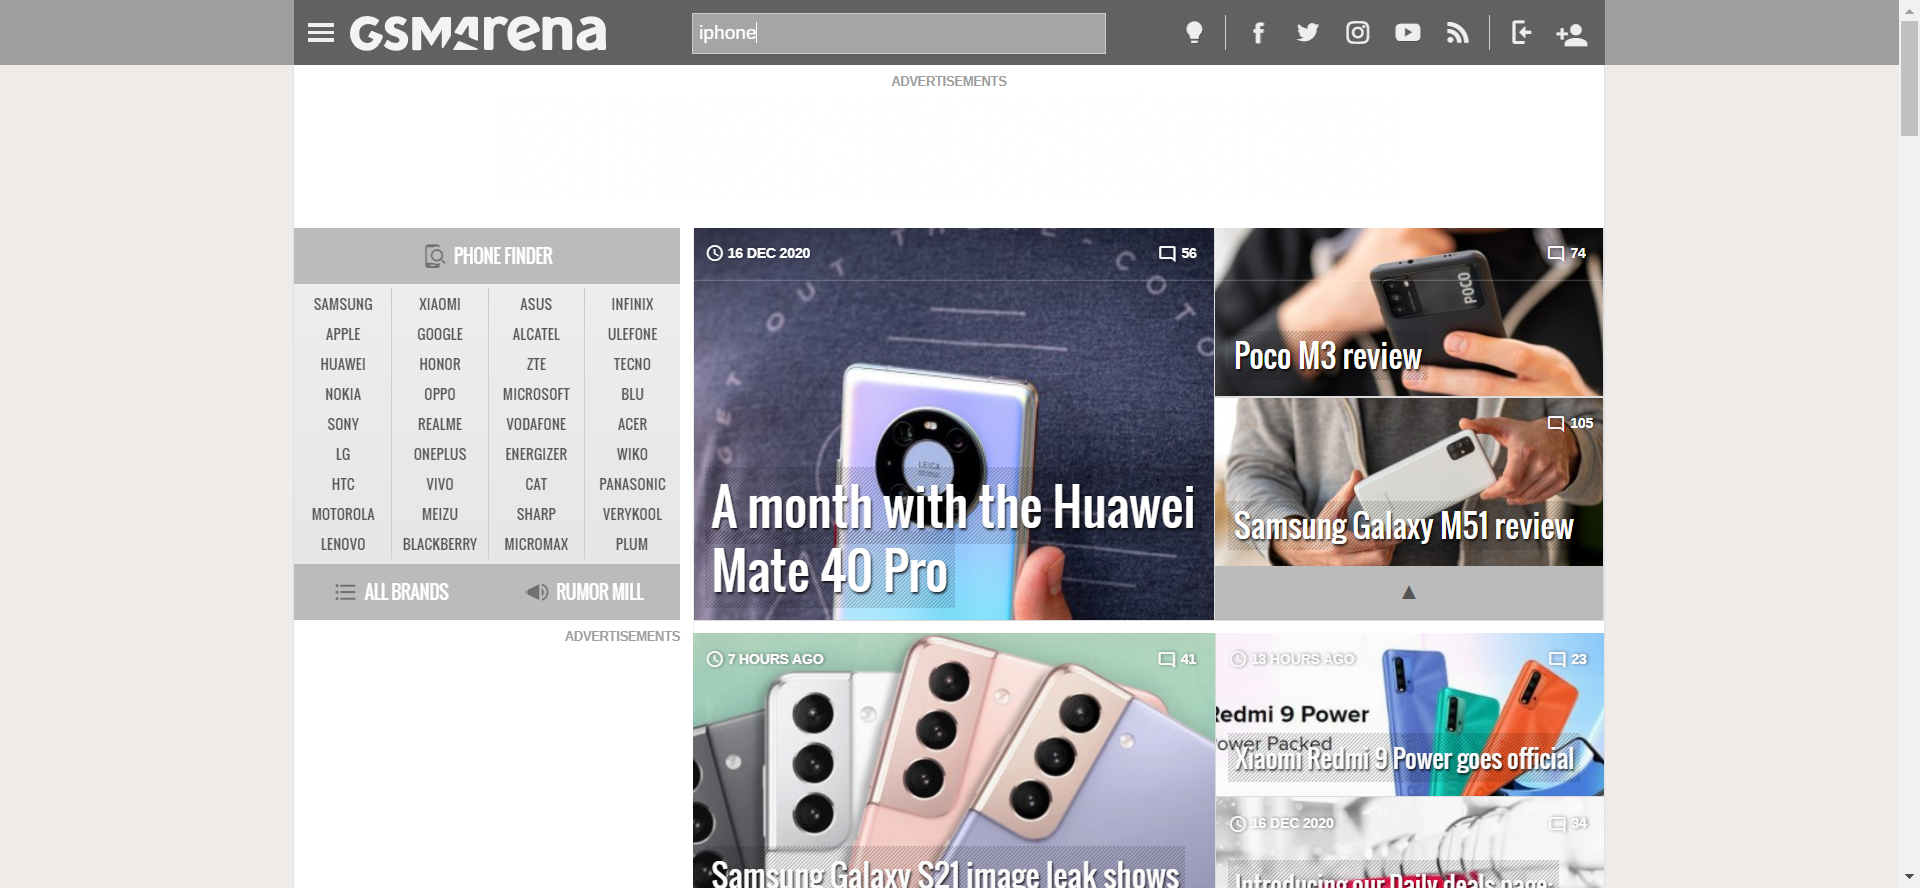 GSMArena
iphone
ADVERTISEMENTS
PHONE FINDER
SAMSUNG XIAOMI ASUS INFINIX
APPLE GOOGLE ALCATEL ULEFONE
HUAWEI HONOR ZTE TECNO
NOKIA OPPO MICROSOFT BLU
SONY REALME VODAFONE ACER
LG ONEPLUS ENERGIZER WIKO
HTC VIVO CAT PANASONIC
MOTOROLA MEIZU SHARP VERYKOOL
LENOVO BLACKBERRY MICROMAX PLUM
ALL BRANDS RUMOR MILL
ADVERTISEMENTS
16 DEC 2020 56
LEICA
A month with the Huawei
Mate 40 Pro
74
POCO
Poco M3 review
105
Samsung Galaxy M51 review
7 HOURS AGO 41
Samsung Galaxy S21 image leak shows
13 HOURS AGO 23
Redmi 9 Power
Power Packed
Xiaomi Redmi 9 Power goes official
16 DEC 2020 34
Introducing our Daily deals page: